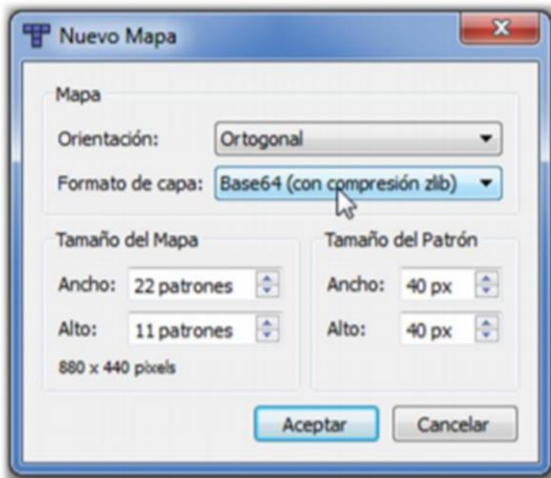 Nuevo Mapa
Mapa
Orientación: Ortogonal
Formato de capa: Base64 (con compresión zlib)
Tamaño del Mapa
Ancho: 22 patrones
Alto: 11 patrones
880 x 440 pixels
Tamaño del Patrón
Ancho: 40 px
Alto: 40 px
Aceptar Cancelar